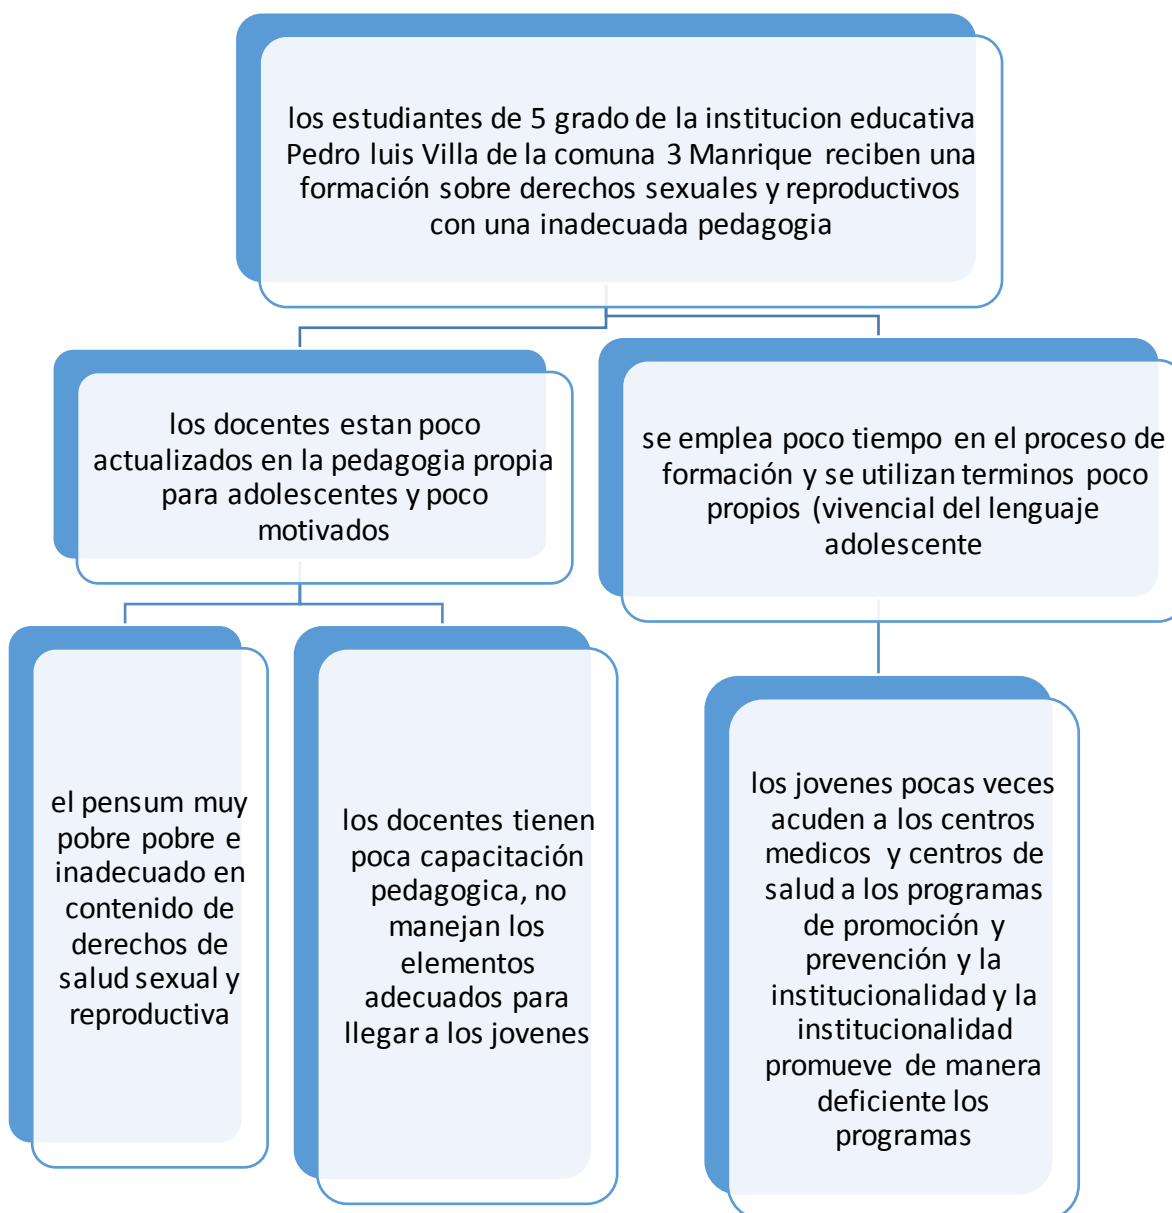 los estudiantes de 5 grado de la institucion educativa
Pedro luis Villa de la comuna 3 Manrique reciben una
formación sobre derechos sexuales y reproductivos
con una inadecuada pedagogia
los docentes estan poco
actualizados en la pedagogia propia
para adolescentes y poco
motivados
se emplea poco tiempo en el proceso de
formación y se utilizan terminos poco
propios (vivencial del lenguaje
adolescente
el pensum muy
pobre pobre e
inadecuado en
contenido de
derechos de
salud sexual y
reproductiva
los docentes tienen
poca capacitación
pedagogica, no
manejan los
elementos
adecuados para
llegar a los jovenes
los jovenes pocas veces
acuden a los centros
medicos y centros de
salud a los programas
de promoción y
prevención y la
institucionalidad y la
institucionalidad
promueve de manera
deficiente los
programas